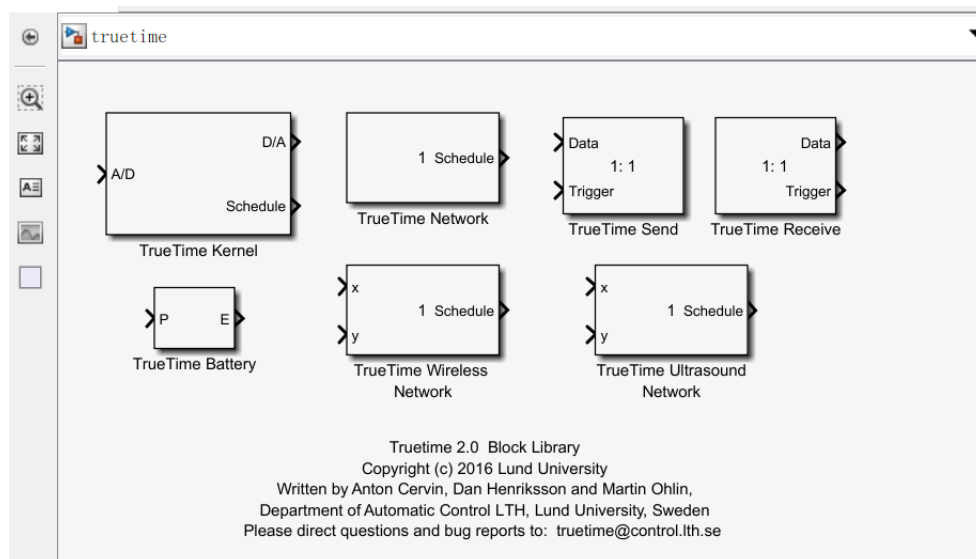 truetime
A/D
D/A
Schedule
TrueTime Kernel
1 Schedule
TrueTime Network
Data
1: 1
Trigger
TrueTime Send
Data
1: 1
Trigger
TrueTime Receive
P E
TrueTime Battery
x
1 Schedule
y
TrueTime Wireless
Network
x
1 Schedule
y
TrueTime Ultrasound
Network
Truetime 2.0 Block Library
Copyright (c) 2016 Lund University
Written by Anton Cervin, Dan Henriksson and Martin Ohlin,
Department of Automatic Control LTH, Lund University, Sweden
Please direct questions and bug reports to: truetime@control.lth.se